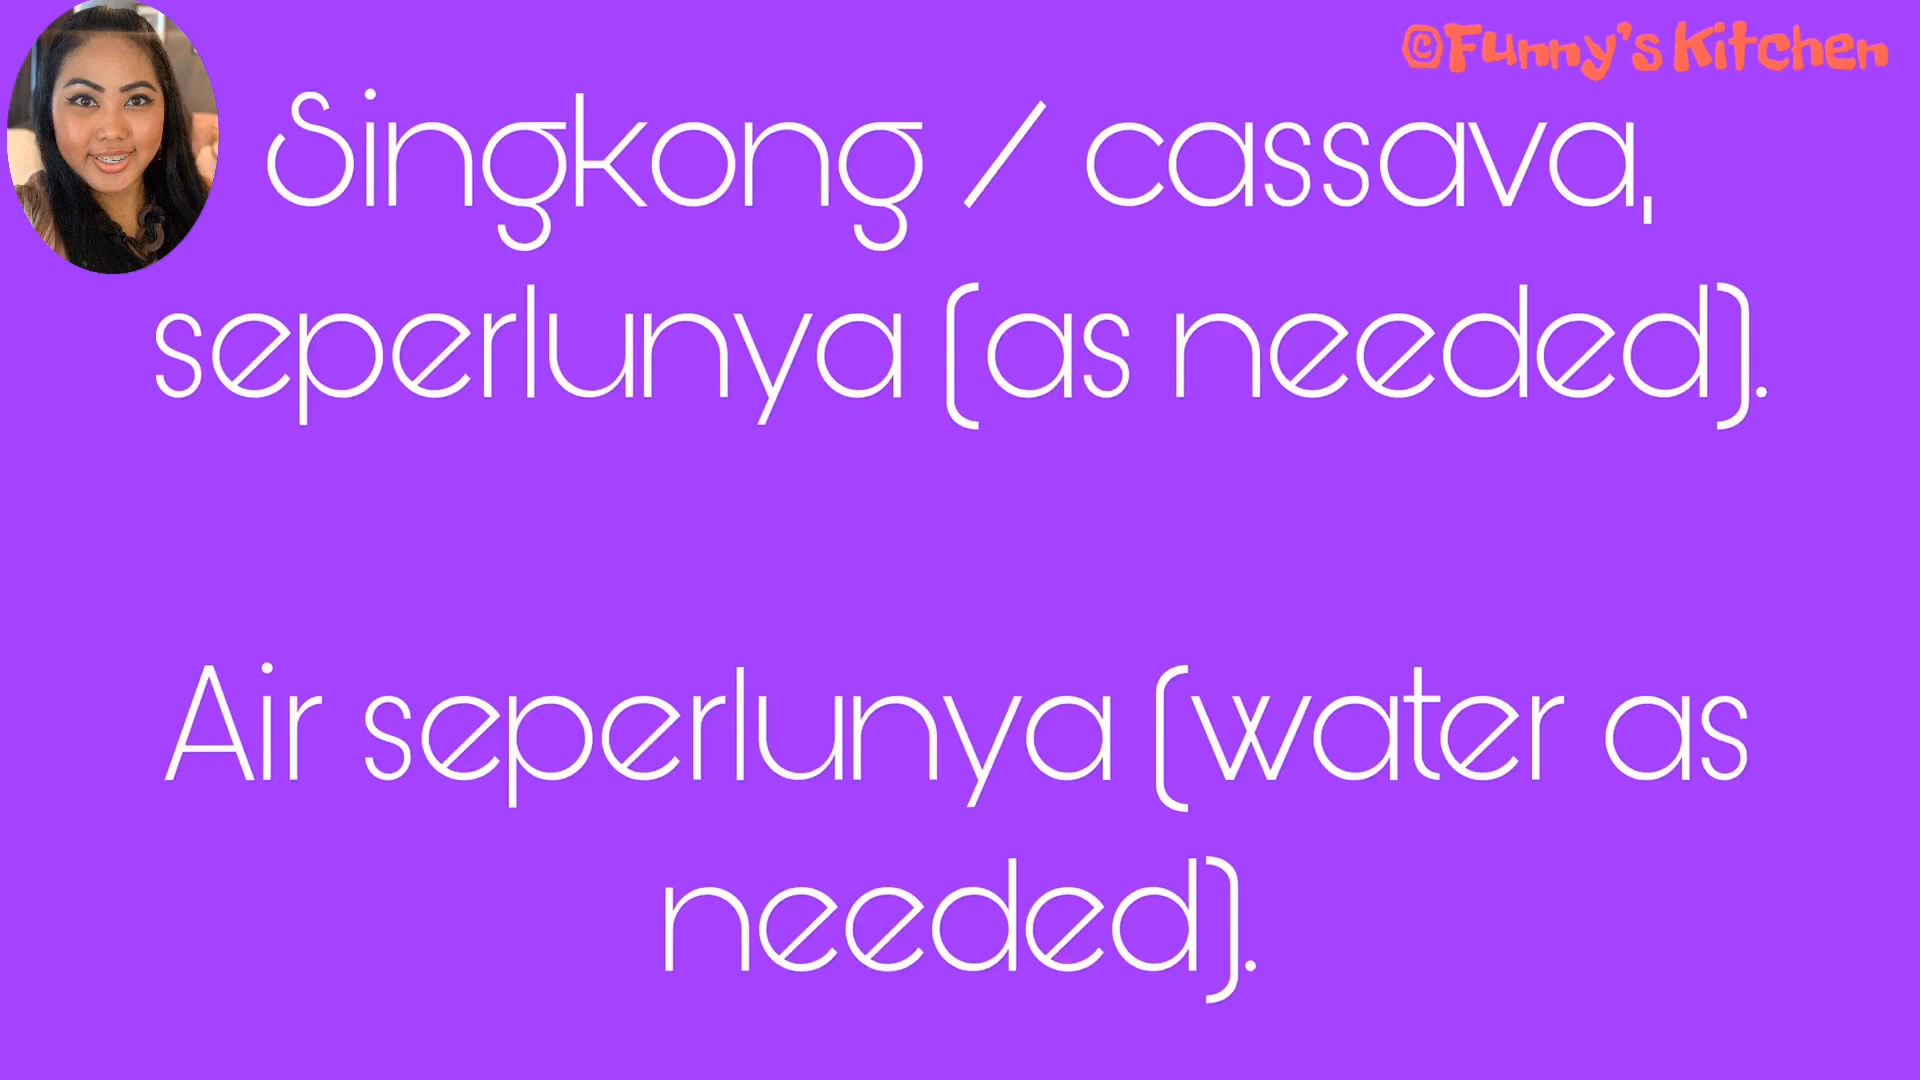 ©Funny's Kitchen
Singkong / cassava,
seperlunya (as needed).
Air seperlunya (water as
needed).